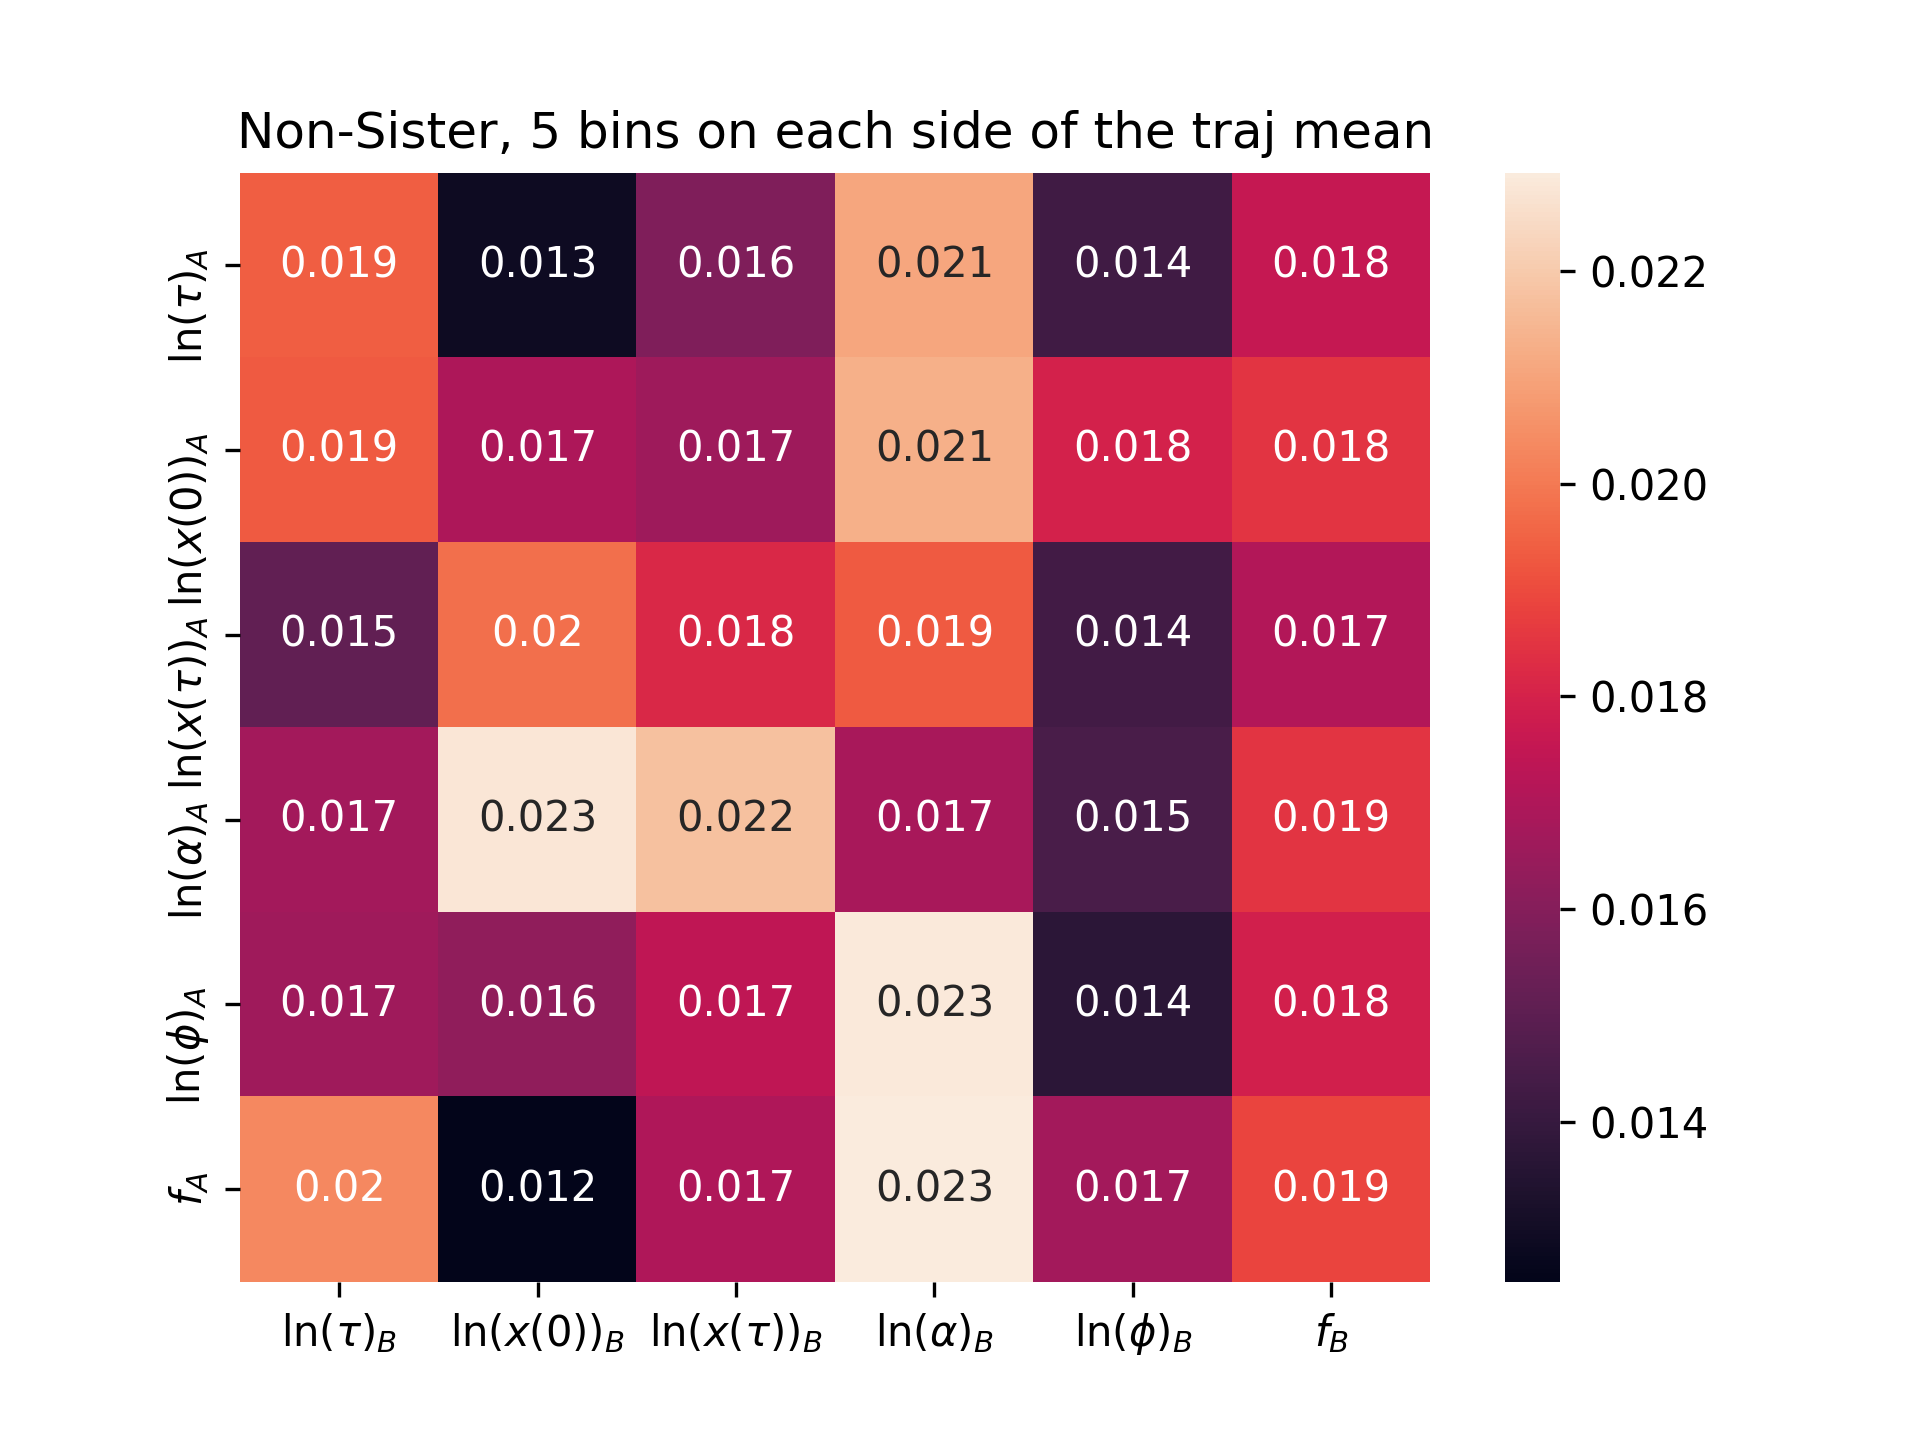 Non-Sister, 5 bins on each side of the traj mean
ln(τ)A 0.019 0.013 0.016 0.021 0.014 0.018
ln(x(0))A 0.019 0.017 0.017 0.021 0.018 0.018
ln(x(τ))A 0.015 0.02 0.018 0.019 0.014 0.017
ln(α)A 0.017 0.023 0.022 0.017 0.015 0.019
ln(ϕ)A 0.017 0.016 0.017 0.023 0.014 0.018
fA 0.02 0.012 0.017 0.023 0.017 0.019
ln(τ)B ln(x(0))B ln(x(τ))B ln(α)B ln(ϕ)B fB
0.022
0.020
0.018
0.016
0.014